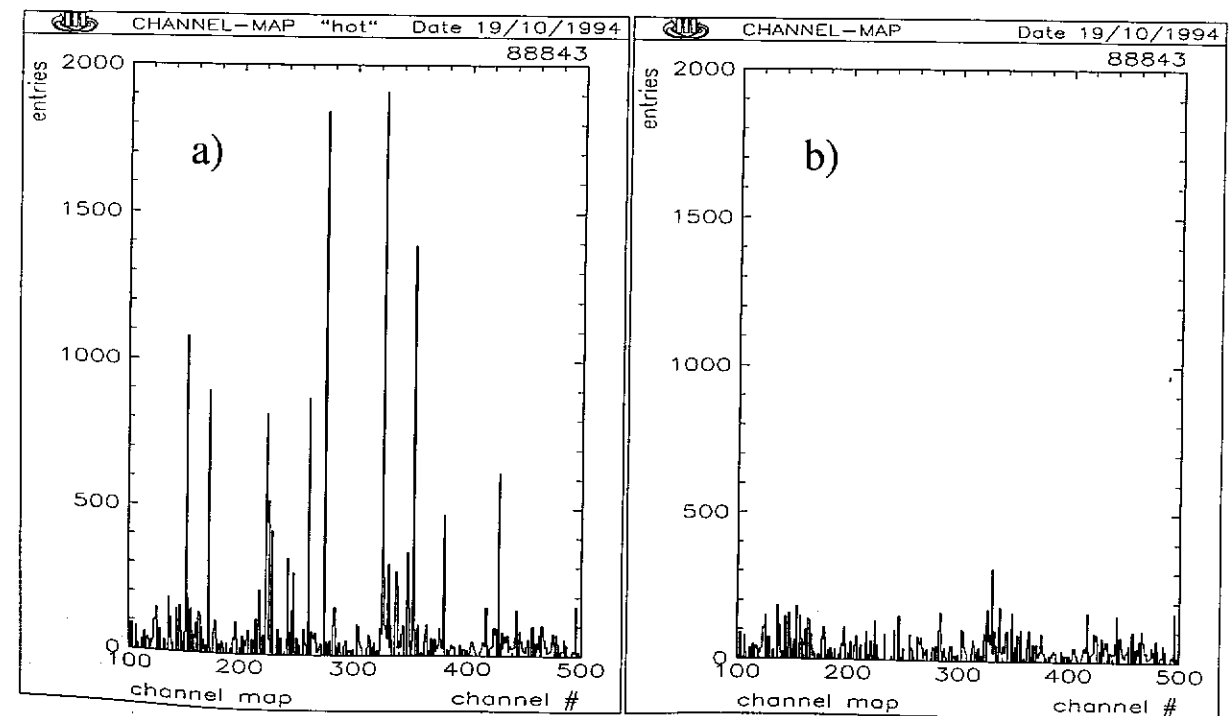 CHANNEL-MAP "hot" Date 19/10/1994
88843
entries
2000
1500
1000
500
0
a)
100 200 300 400 500
channel map channel #
CHANNEL-MAP Date 19/10/1994
88843
entries
2000
1500
1000
500
0
b)
100 200 300 400 500
channel map channel #